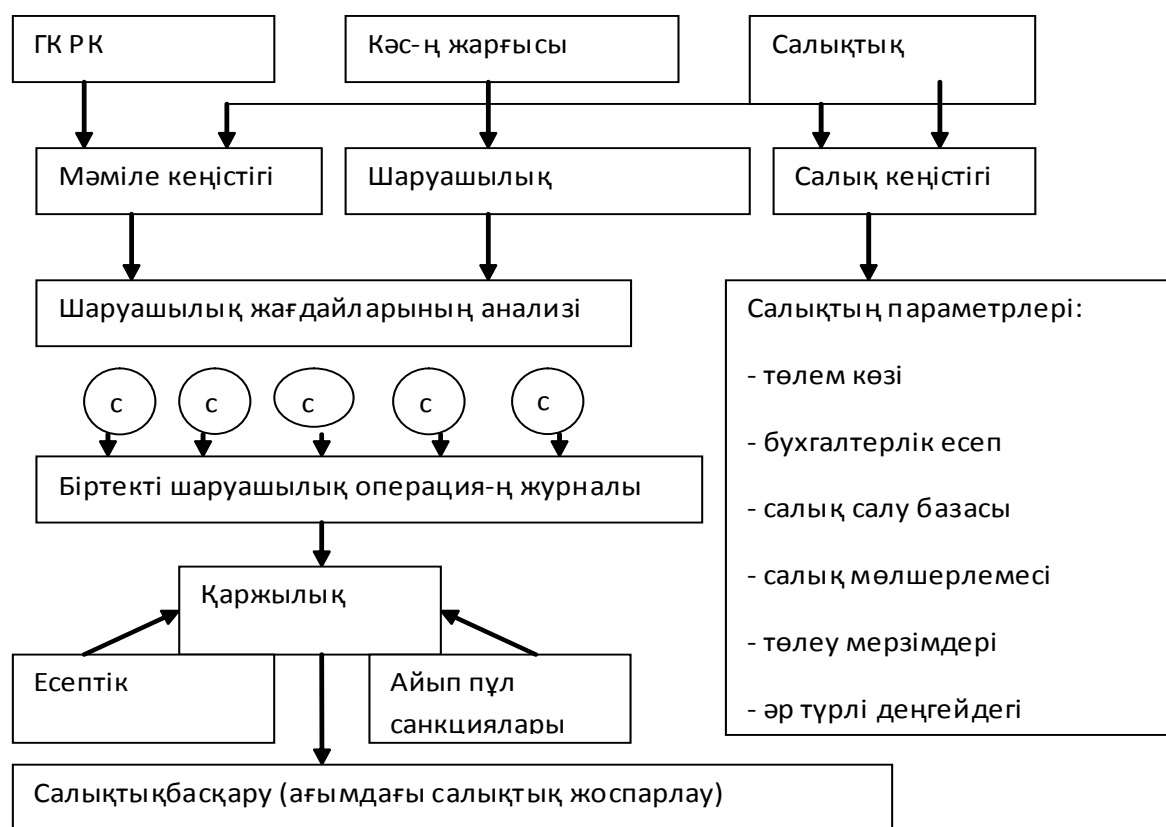 ГК РК
Кәс-ң жарғысы
Салықтық
Мәміле кеңістігі
Шаруашылық
Салық кеңістігі
Шаруашылық жағдайларының анализі
Салықтың параметрлері:
- төлем көзі
- бухгалтерлік есеп
- салық салу базасы
- салық мөлшерлемесі
- төлеу мерзімдері
- әр түрлі деңгейдегі
с с с с с
Біртекті шаруашылық операция-ң журналы
Қаржылық
Есептік
Айып пұл
санкциялары
Салықтықбасқару (ағымдағы салықтық жоспарлау)